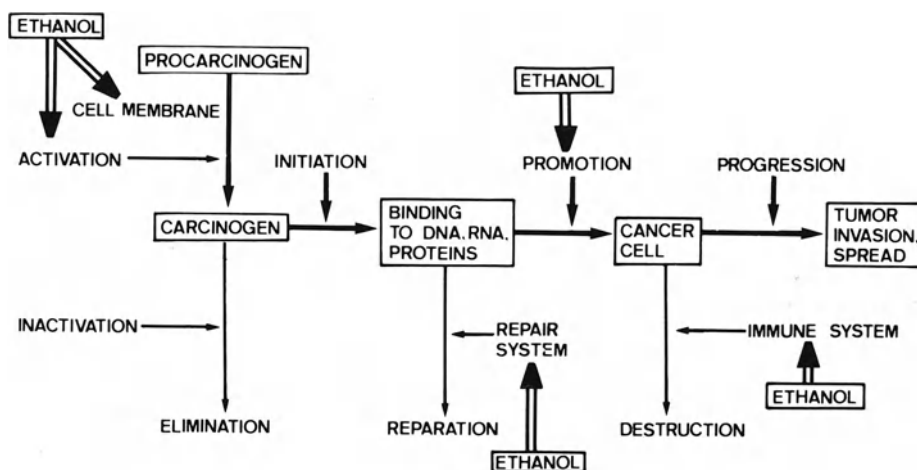 ETHANOL
PROCARCINOGEN
ETHANOL
CELL MEMBRANE
ACTIVATION
INITIATION
PROMOTION
PROGRESSION
CARCINOGEN
BINDING
TO DNA, RNA,
PROTEINS
CANCER
CELL
TUMOR
INVASION,
SPREAD
INACTIVATION
REPAIR
SYSTEM
IMMUNE SYSTEM
ETHANOL
ELIMINATION
REPARATION
DESTRUCTION
ETHANOL